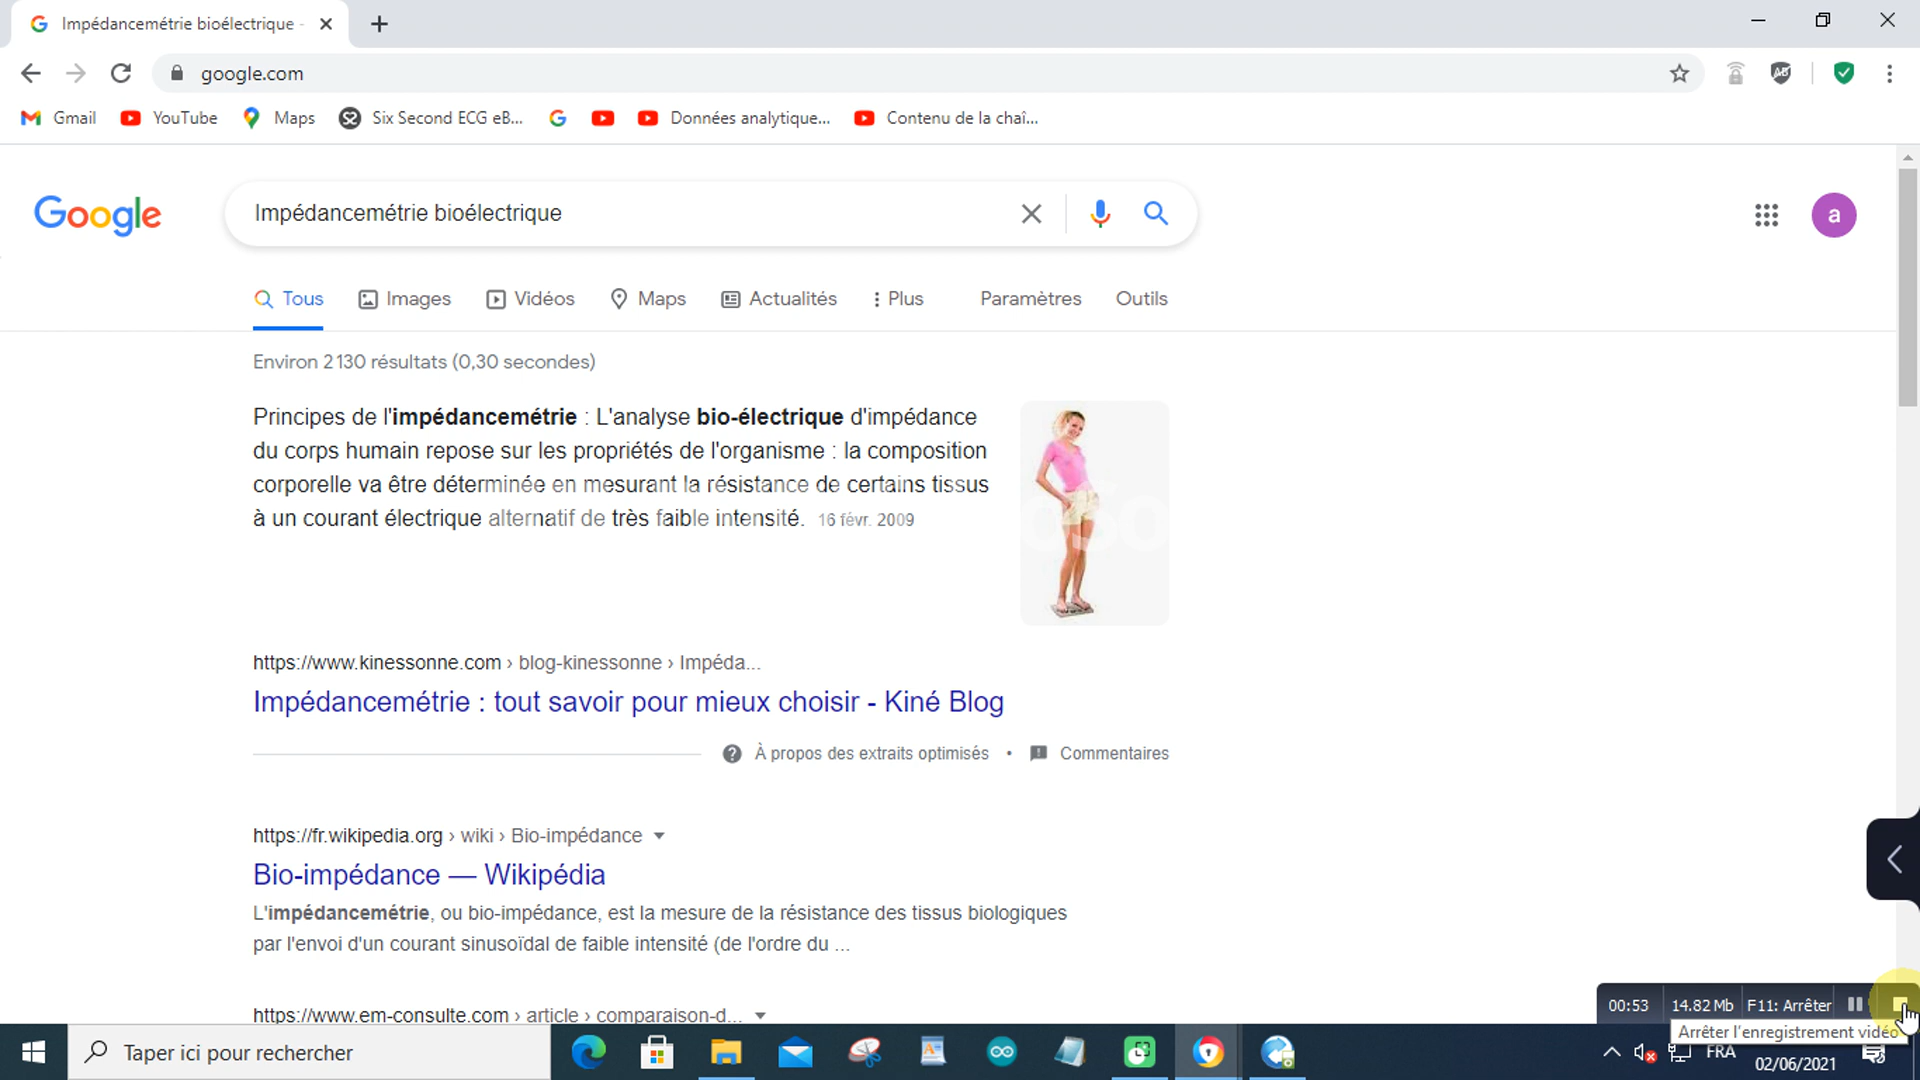 Impédancemétrie bioélectrique -
google.com
Gmail
YouTube
Maps
Six Second ECG eB...
Données analytique...
Contenu de la chaî...
Google
Impédancemétrie bioélectrique
a
Tous
Images
Vidéos
Maps
Actualités
Plus
Paramètres
Outils
Environ 2 130 résultats (0,30 secondes)
Principes de l'impédancemétrie : L'analyse bio-électrique d'impédance
du corps humain repose sur les propriétés de l'organisme : la composition
corporelle va être déterminée en mesurant la résistance de certains tissus
à un courant électrique alternatif de très faible intensité. 16 févr. 2009
https://www.kinessonne.com › blog-kinessonne › Impéda...
Impédancemétrie : tout savoir pour mieux choisir - Kiné Blog
À propos des extraits optimisés • Commentaires
https://fr.wikipedia.org › wiki › Bio-impédance
Bio-impédance — Wikipédia
L'impédancemétrie, ou bio-impédance, est la mesure de la résistance des tissus biologiques
par l'envoi d'un courant sinusoïdal de faible intensité (de l'ordre du ...
https://www.em-consulte.com › article › comparaison-d...
00:53
14.82 Mb
F11: Arrêter
Arrêter l'enregistrement vidéo
Taper ici pour rechercher
FRA
02/06/2021